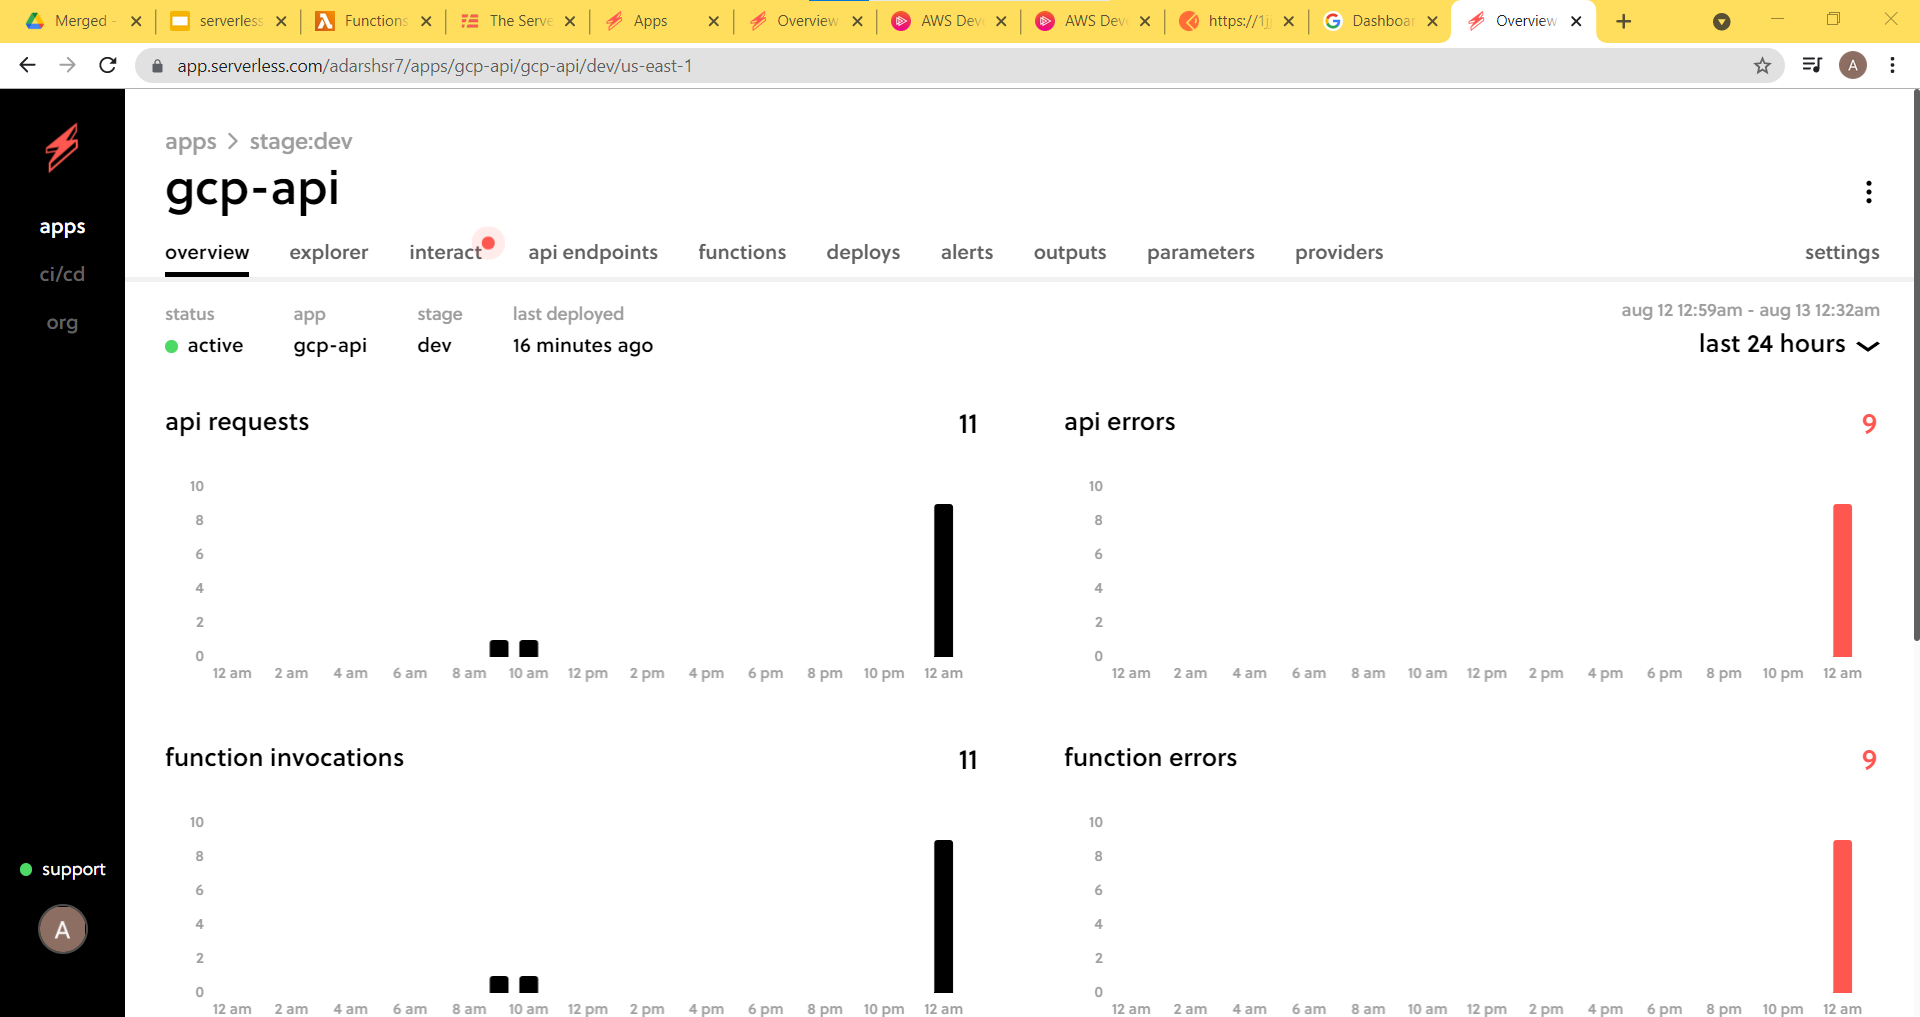 Merged -
serverless
Functions
The Serve
Apps
Overview
AWS Deve
AWS Deve
https://1jj
Dashboar
Overview
app.serverless.com/adarshsr7/apps/gcp-api/gcp-api/dev/us-east-1
A
apps > stage:dev
gcp-api
overview explorer interact api endpoints functions deploys alerts outputs parameters providers settings
apps
ci/cd
org
support
A
status app stage last deployed
active gcp-api dev 16 minutes ago
aug 12 12:59am - aug 13 12:32am
last 24 hours
api requests 11
10
8
6
4
2
0
12 am 2 am 4 am 6 am 8 am 10 am 12 pm 2 pm 4 pm 6 pm 8 pm 10 pm 12 am
api errors 9
10
8
6
4
2
0
12 am 2 am 4 am 6 am 8 am 10 am 12 pm 2 pm 4 pm 6 pm 8 pm 10 pm 12 am
function invocations 11
10
8
6
4
2
0
12 am 2 am 4 am 6 am 8 am 10 am 12 pm 2 pm 4 pm 6 pm 8 pm 10 pm 12 am
function errors 9
10
8
6
4
2
0
12 am 2 am 4 am 6 am 8 am 10 am 12 pm 2 pm 4 pm 6 pm 8 pm 10 pm 12 am